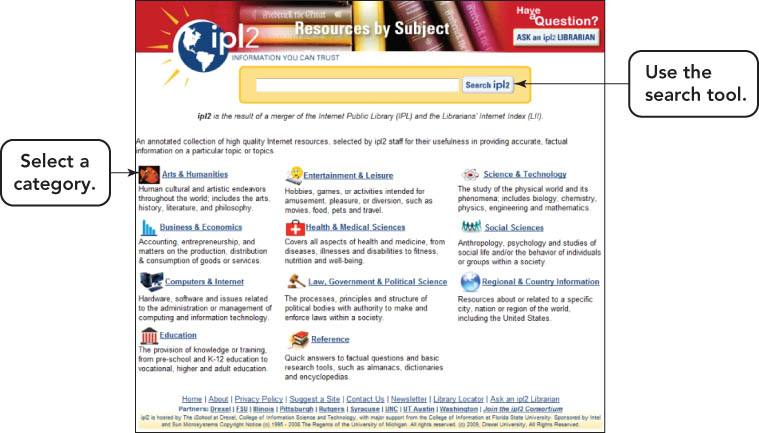 Frederick the Great
Have
a Question?
ASK an ipl2 LIBRARIAN
ipl2
Resources by Subject
INFORMATION YOU CAN TRUST
Search ipl2
Use the
search tool.
ipl2 is the result of a merger of the Internet Public Library (IPL) and the Librarians' Internet Index (LII).
An annotated collection of high quality Internet resources, selected by ipl2 staff for their usefulness in providing accurate, factual
information on a particular topic or topics.
Select a
category.
Arts & Humanities
Human cultural and artistic endeavors
throughout the world; includes the arts,
history, literature, and philosophy.
Entertainment & Leisure
Hobbies, games, or activities intended for
amusement, pleasure, or diversion, such as
movies, food, pets and travel.
Science & Technology
The study of the physical world and its
phenomena; includes biology, chemistry,
physics, engineering and mathematics.
Business & Economics
Accounting, entrepreneurship, and
matters on the production, distribution
& consumption of goods or services.
Health & Medical Sciences
Covers all aspects of health and medicine, from
diseases, illnesses and disabilities to fitness,
nutrition and well-being.
Social Sciences
Anthropology, psychology and studies of
social life and/or the behavior of individuals
or groups within a society
Computers & Internet
Hardware, software and issues related
to the administration or management of
computing and information technology.
Law, Government & Political Science
The processes, principles and structure of
political bodies with authority to make and
enforce laws within a society.
Regional & Country Information
Resources about or related to a specific
city, nation or region of the world,
including the United States.
Education
The provision of knowledge or training,
from pre-school and K-12 education to
vocational, higher and adult education.
Reference
Quick answers to factual questions and basic
research tools, such as almanacs, dictionaries
and encyclopedias.
Home | About | Privacy Policy | Suggest a Site | Contact Us | Newsletter | Library Locator | Ask an ipl2 Librarian
Partners: Drexel | FSU | Illinois | Pittsburgh | Rutgers | Syracuse | UNC | UT Austin | Washington | Join the ipl2 Consortium
ipl2 is hosted by The iSchool at Drexel, College of Information Science and Technology, with major support from the College of Information at Florida State University. Sponsored by Intel
and Sun Microsystems Copyright Notice (c) 1995 - 2008 The Regents of the University of Michigan. All rights reserved. (c) 2009, Drexel University, All Rights Reserved.